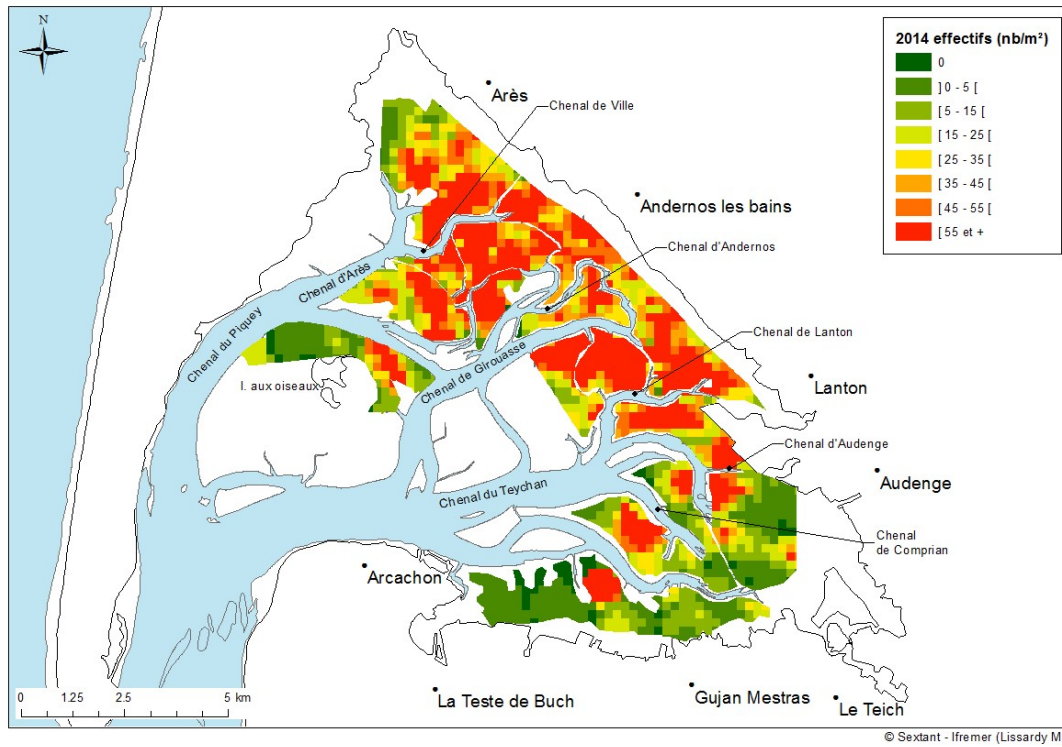 N
2014 effectifs (nb/m²)
0
] 0 - 5 [
[ 5 - 15 [
[ 15 - 25 [
[ 25 - 35 [
[ 35 - 45 [
[ 45 - 55 [
[ 55 et +
Arès
Chenal de Ville
Andernos les bains
Chenal d'Andernos
Chenal d'Arès
Chenal du Piquey
Chenal de Lanton
I. aux oiseaux
Chenal de Girouasse
Lanton
Chenal d'Audenge
Audenge
Chenal du Teychan
Chenal
de Comprian
Arcachon
0 1.25 2.5 5 km
La Teste de Buch
Gujan Mestras
Le Teich
© Sextant - Ifremer (Lissardy M